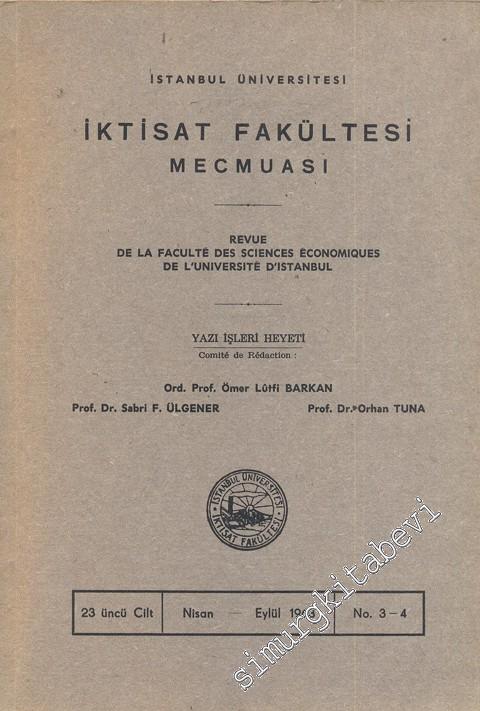 İSTANBUL ÜNİVERSİTESİ
İKTİSAT FAKÜLTESİ
MECMUASI
REVUE
DE LA FACULTÉ DES SCIENCES ÉCONOMIQUES
DE L'UNIVERSITÉ D'ISTANBUL
YAZI İŞLERİ HEYETİ
Comité de Rédaction :
Ord. Prof. Ömer Lûtfi BARKAN
Prof. Dr. Sabri F. ÜLGENER Prof. Dr. Orhan TUNA
İSTANBUL ÜNİVERSİTESİ
İKTİSAT FAKÜLTESİ
23 üncü Cilt Nisan — Eylül 1963 No. 3-4
simurgkitabevi